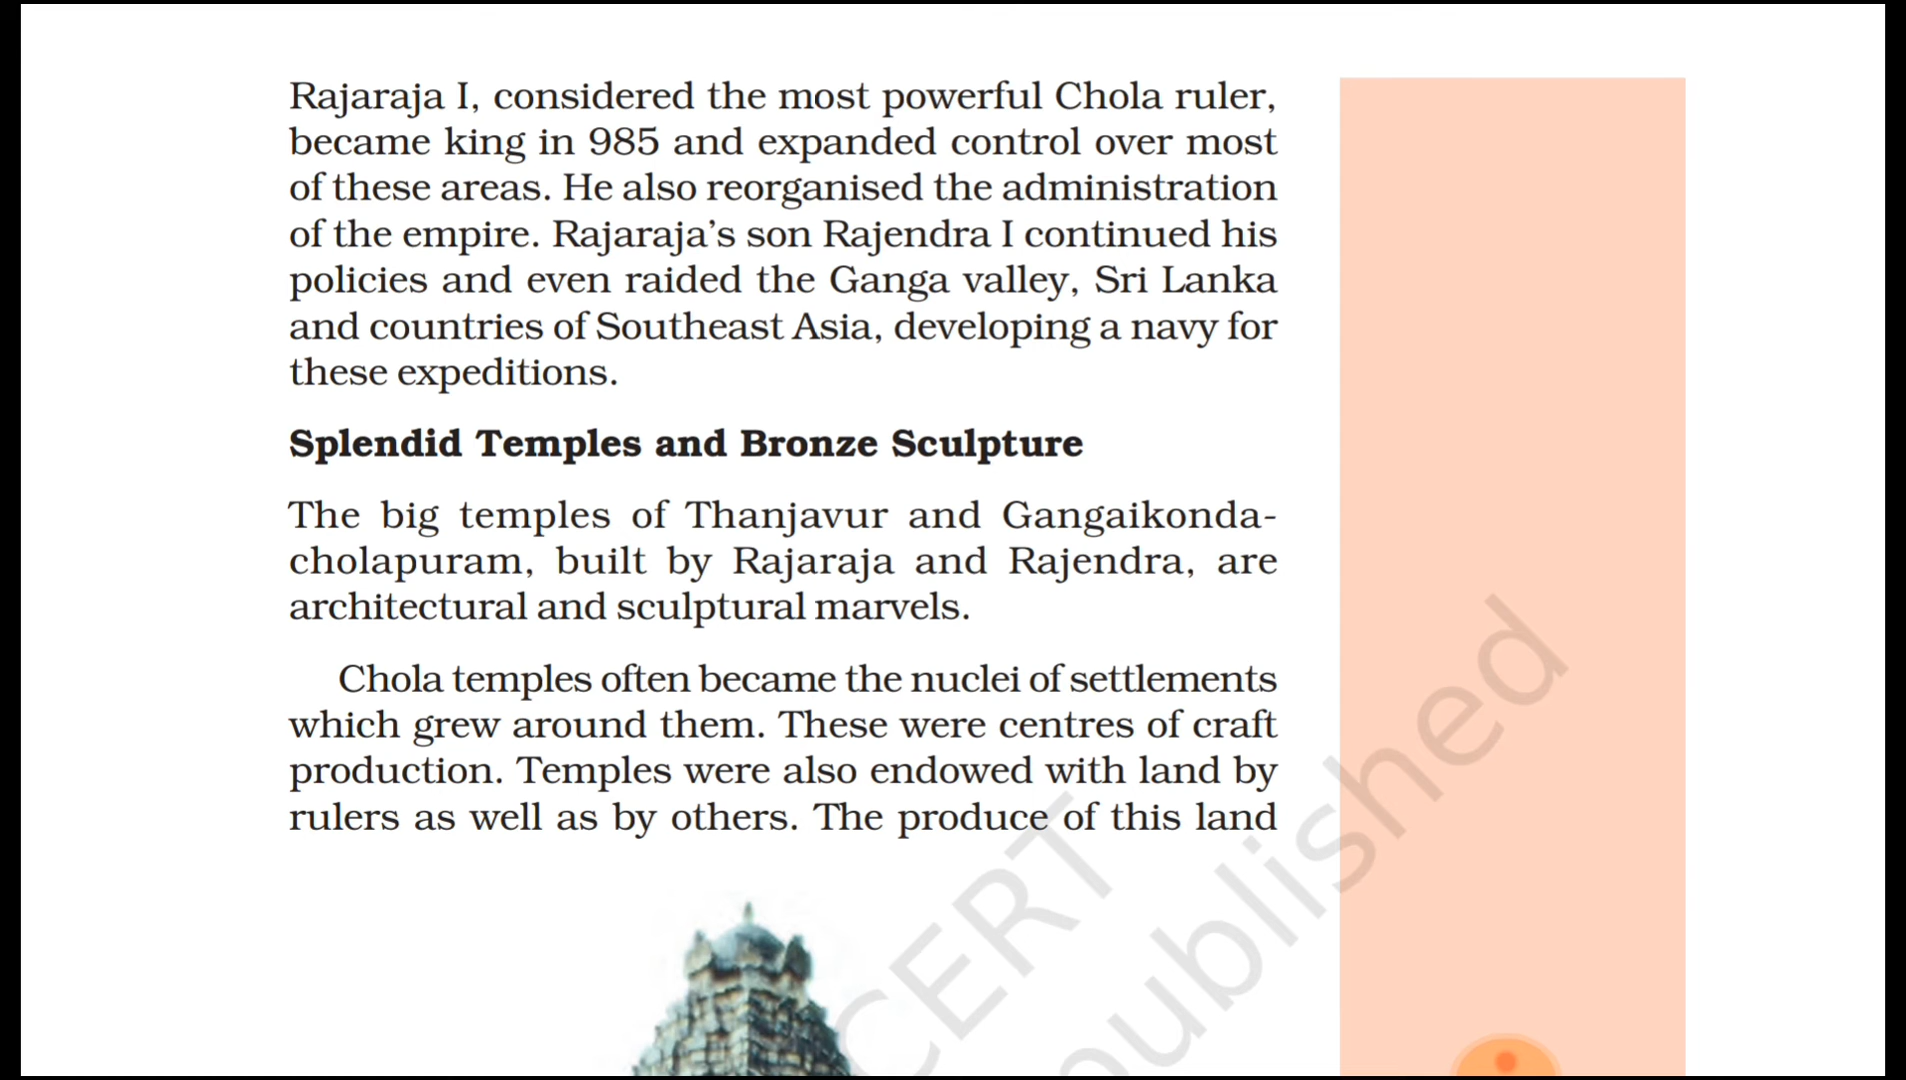 Rajaraja I, considered the most powerful Chola ruler,
became king in 985 and expanded control over most
of these areas. He also reorganised the administration
of the empire. Rajaraja’s son Rajendra I continued his
policies and even raided the Ganga valley, Sri Lanka
and countries of Southeast Asia, developing a navy for
these expeditions.
Splendid Temples and Bronze Sculpture
The big temples of Thanjavur and Gangaikonda-
cholapuram, built by Rajaraja and Rajendra, are
architectural and sculptural marvels.
Chola temples often became the nuclei of settlements
which grew around them. These were centres of craft
production. Temples were also endowed with land by
rulers as well as by others. The produce of this land
CERT
ublished